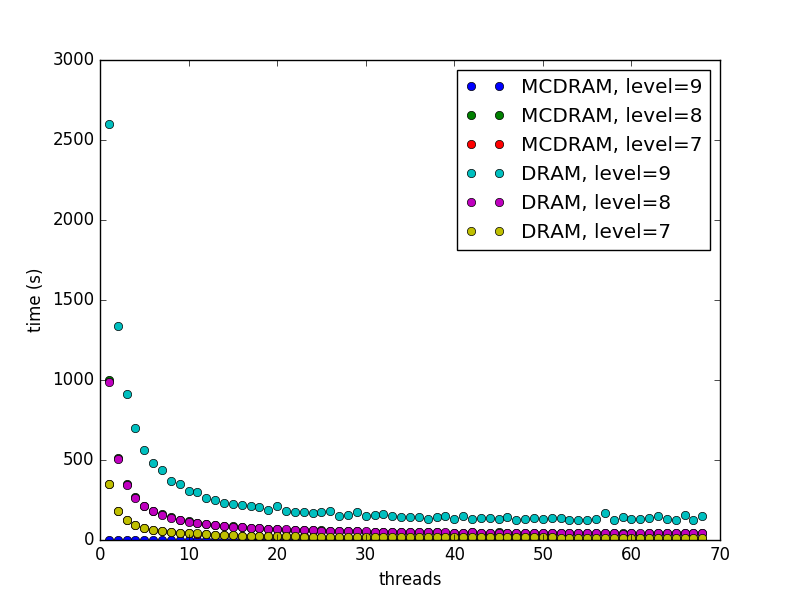 3000
2500
2000
1500
1000
500
0
time (s)
MCDRAM, level=9
MCDRAM, level=8
MCDRAM, level=7
DRAM, level=9
DRAM, level=8
DRAM, level=7
0 10 20 30 40 50 60 70
threads